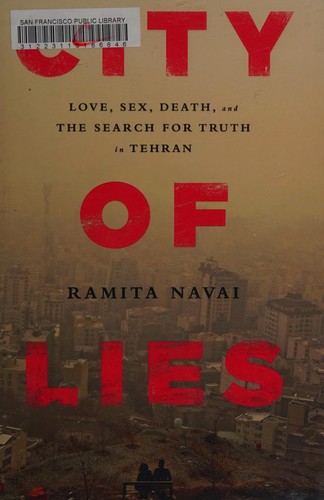 SAN FRANCISCO PUBLIC LIBRARY
CITY
LOVE, SEX, DEATH, and
THE SEARCH FOR TRUTH
in TEHRAN
OF
RAMITA NAVAI
LIES